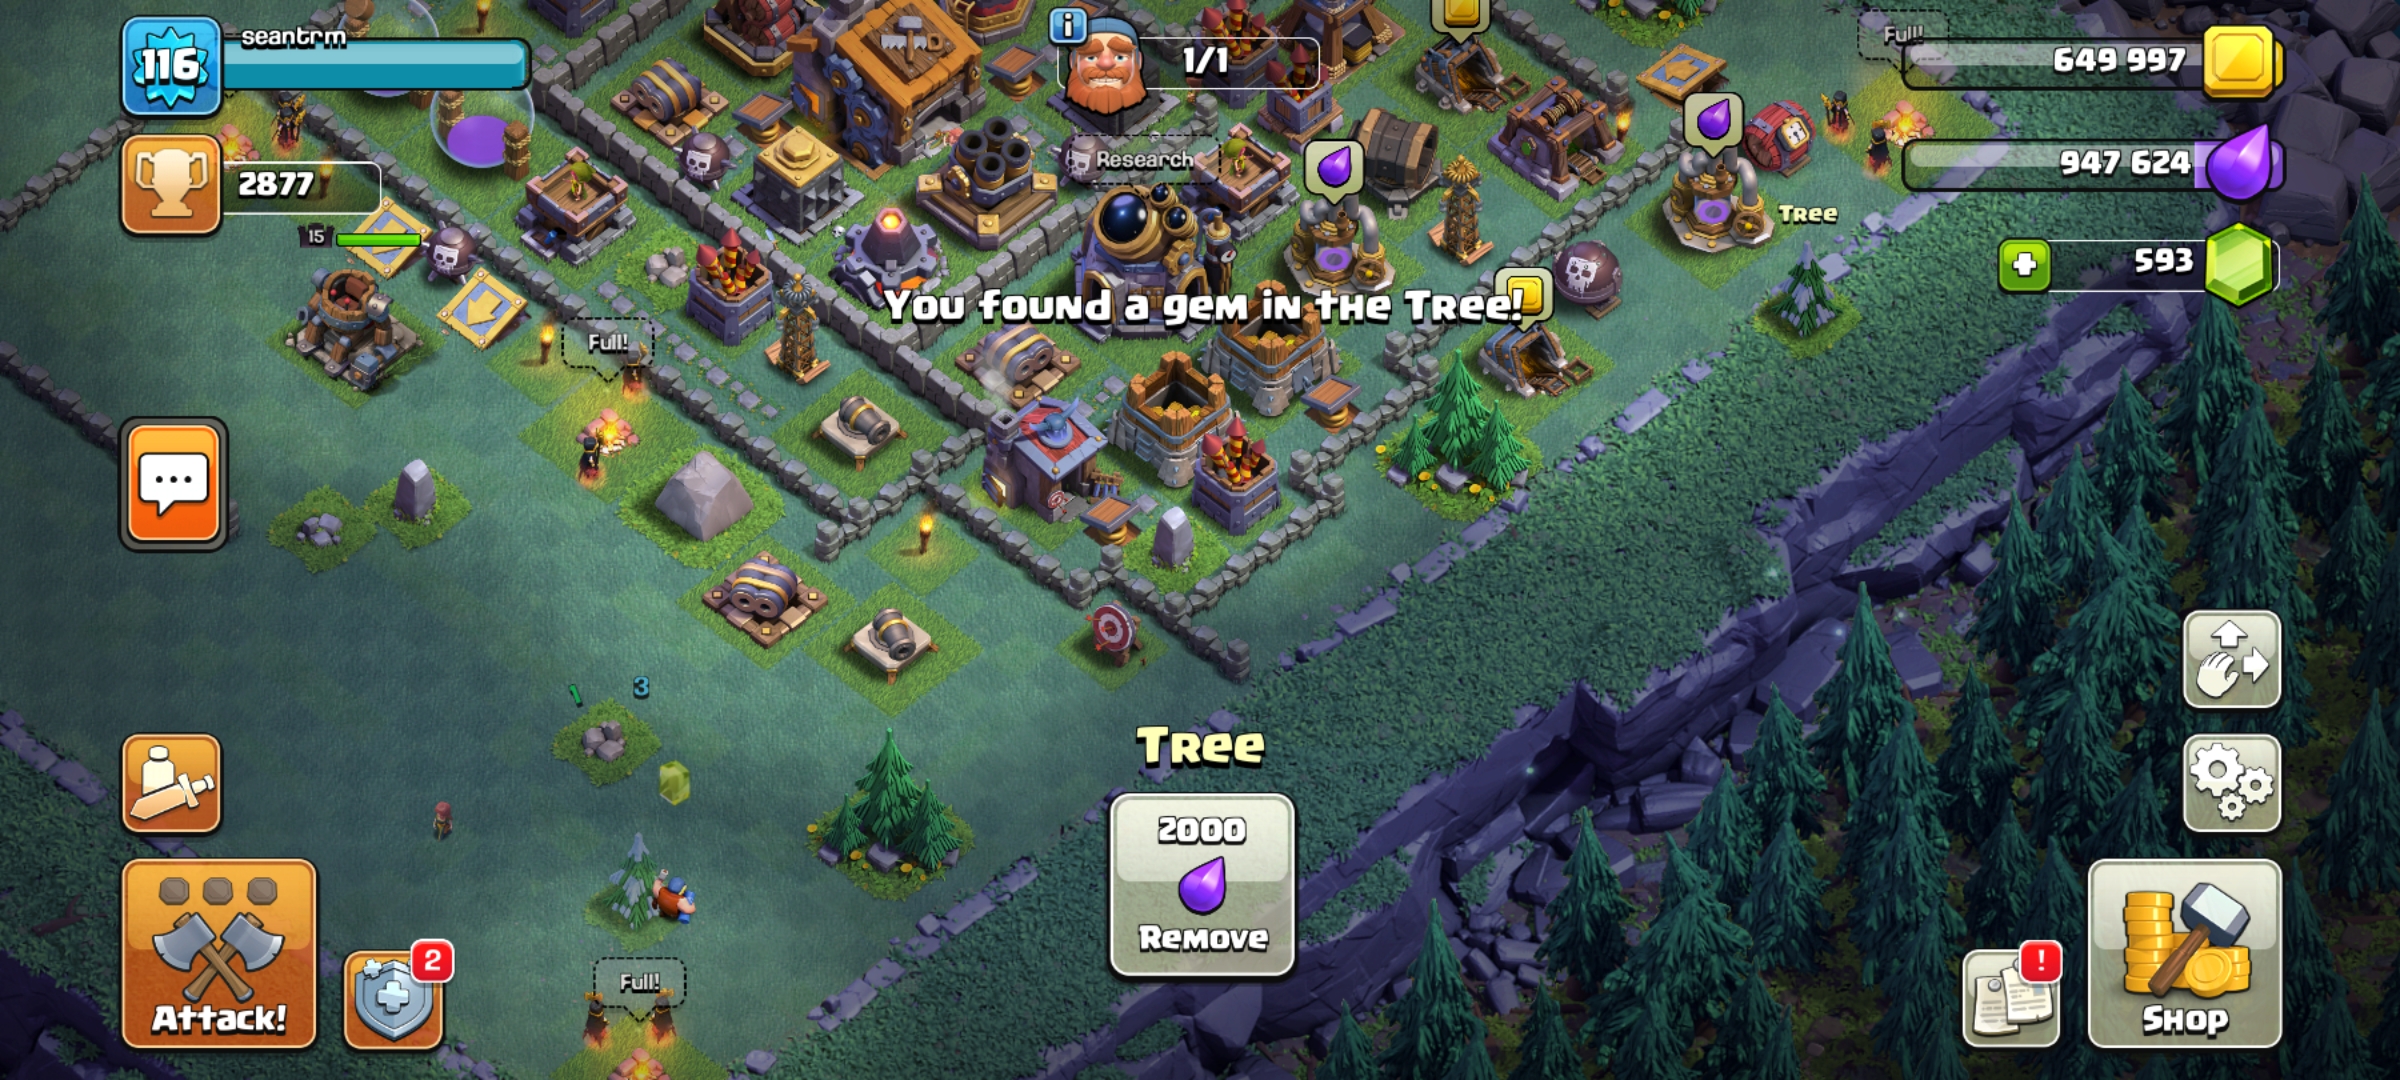 116
seantrm
i
1/1
Full!
649 997
2877
Research
947 624
Tree
15
593
You found a gem in the Tree!
Full!
3
Tree
2000
Remove
2
Full!
!
Attack!
Shop